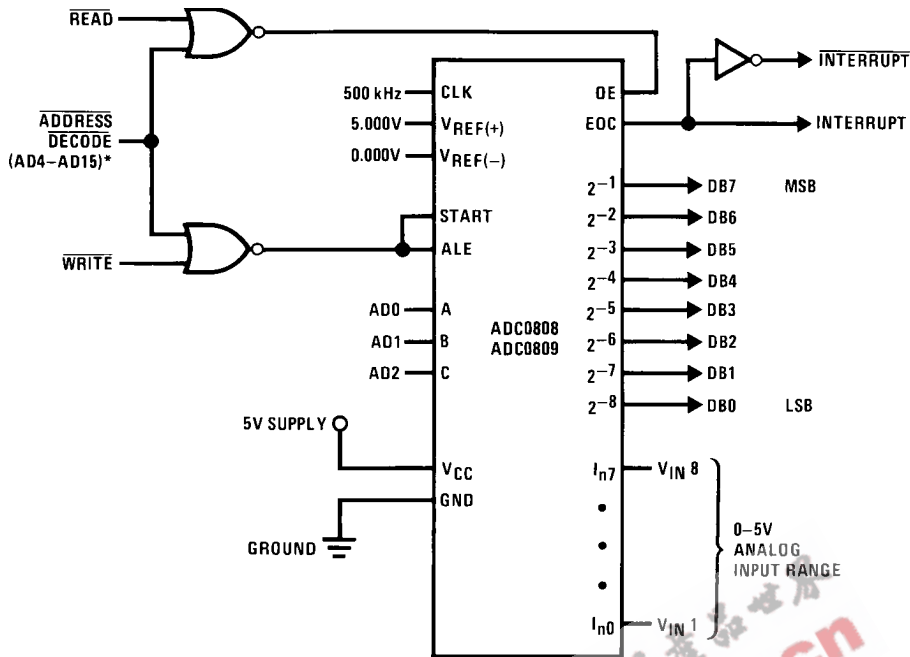 READ
ADDRESS
DECODE
(AD4–AD15)*
WRITE
500 kHz
5.000V
0.000V
CLK
VREF(+)
VREF(−)
START
ALE
AD0
AD1
AD2
A
B
C
5V SUPPLY
VCC
GND
GROUND
ADC0808
ADC0809
OE
EOC
INTERRUPT
INTERRUPT
2−1 DB7 MSB
2−2 DB6
2−3 DB5
2−4 DB4
2−5 DB3
2−6 DB2
2−7 DB1
2−8 DB0 LSB
In7 VIN 8
In0 VIN 1
0–5V
ANALOG
INPUT RANGE